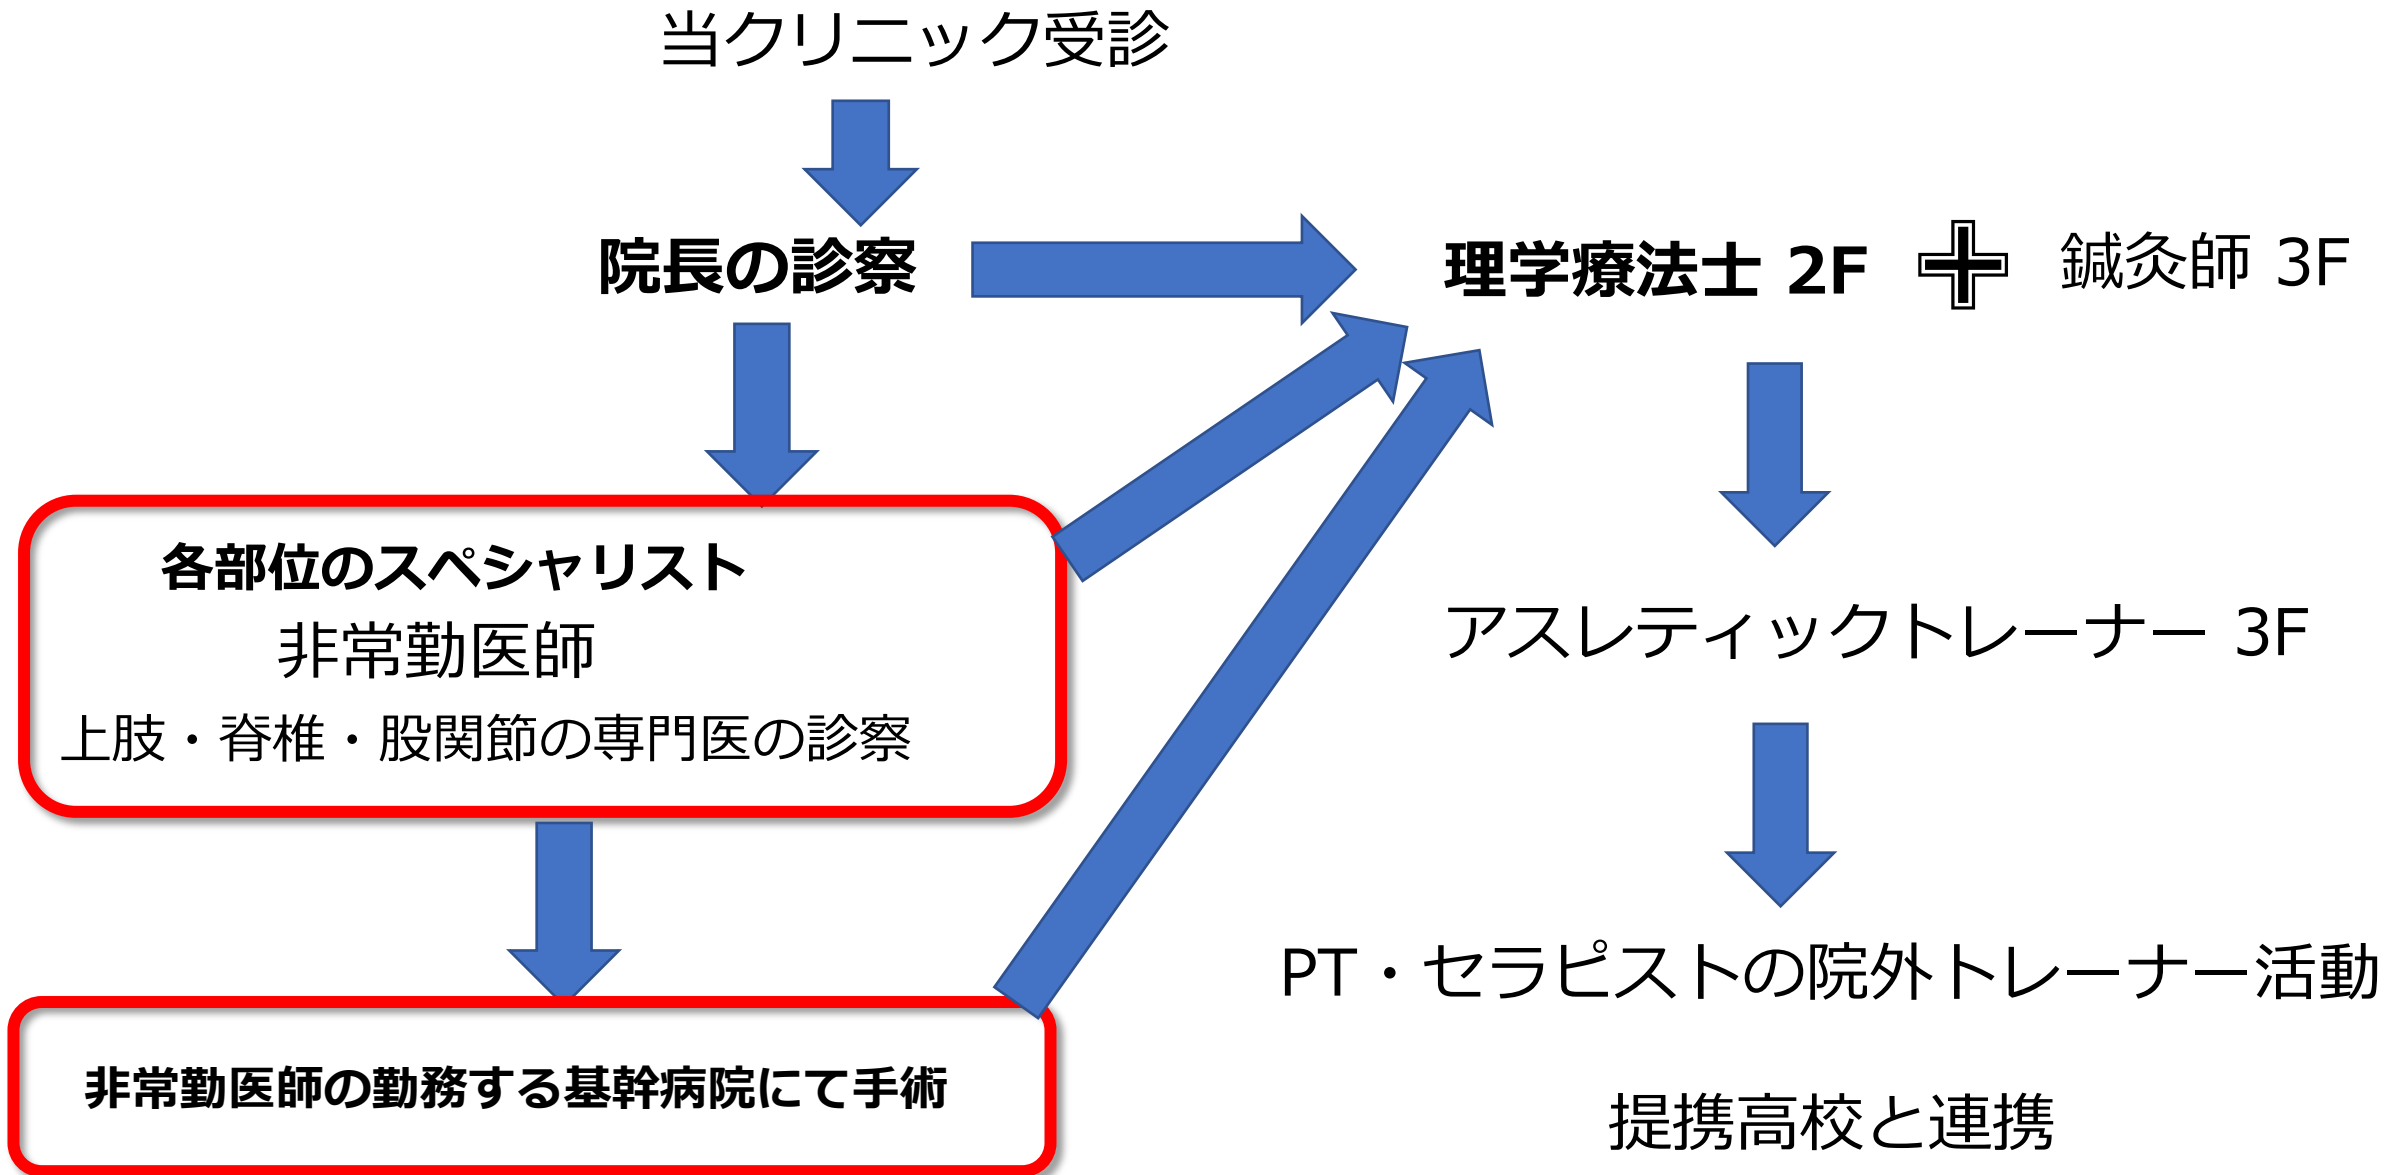 当クリニック受診
院長の診察
理学療法士 2F
鍼灸師 3F
各部位のスペシャリスト
非常勤医師
上肢・脊椎・股関節の専門医の診察
アスレティックトレーナー 3F
非常勤医師の勤務する基幹病院にて手術
PT・セラピストの院外トレーナー活動
提携高校と連携